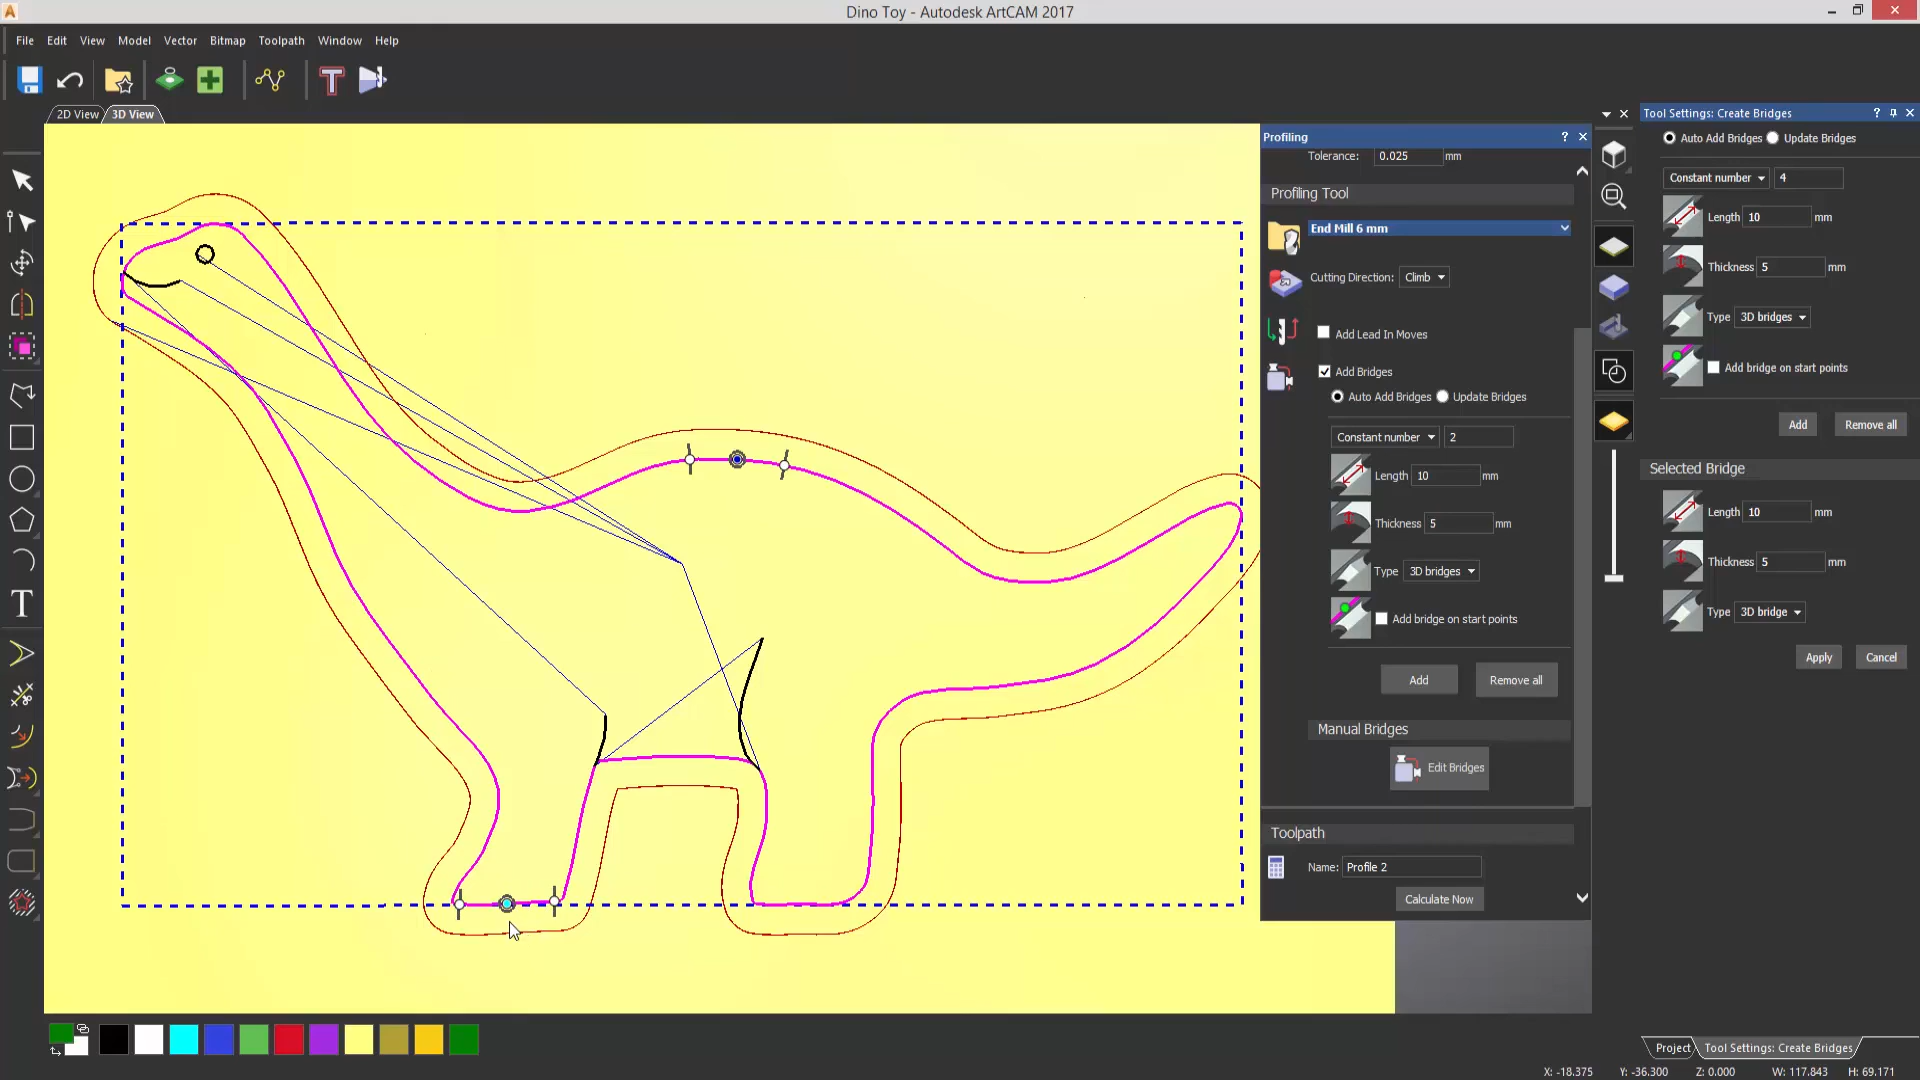 Dino Toy - Autodesk ArtCAM 2017
File Edit View Model Vector Bitmap Toolpath Window Help
2D View 3D View
Profiling ?
Tolerance: 0.025 mm
Profiling Tool
End Mill 6 mm
Cutting Direction: Climb
Add Lead In Moves
Add Bridges
Auto Add Bridges Update Bridges
Constant number 2
Length 10 mm
Thickness 5 mm
Type 3D bridges
Add bridge on start points
Add Remove all
Manual Bridges
Edit Bridges
Toolpath
Name: Profile 2
Calculate Now
Tool Settings: Create Bridges ?
Auto Add Bridges Update Bridges
Constant number 4
Length 10 mm
Thickness 5 mm
Type 3D bridges
Add bridge on start points
Add Remove all
Selected Bridge
Length 10 mm
Thickness 5 mm
Type 3D bridge
Apply Cancel
Project Tool Settings: Create Bridges
X: -18.375 Y: -36.300 Z: 0.000 W: 117.843 H: 69.171